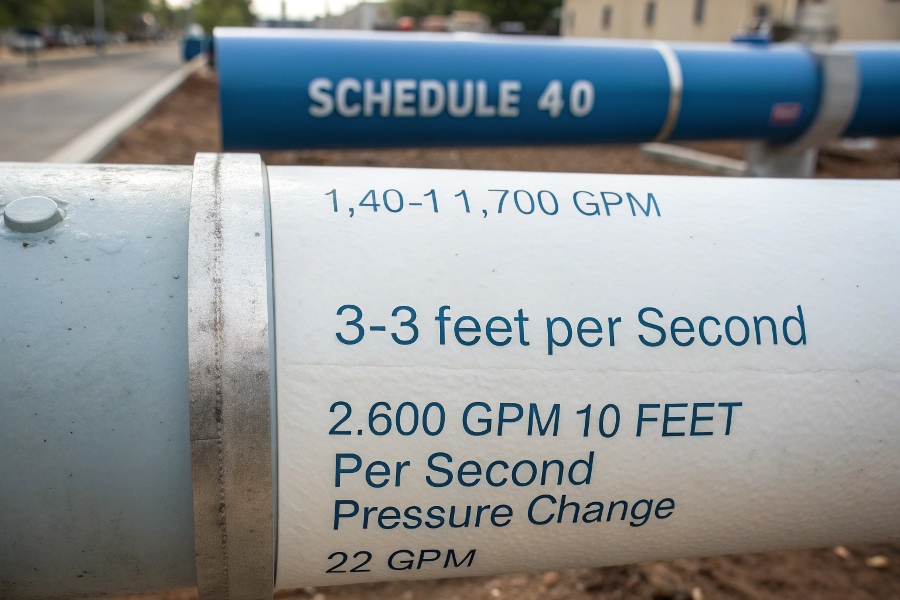 SCHEDULE 40
1,40-1 1,700 GPM
3-3 feet per Second
2.600 GPM 10 FEET
Per Second
Pressure Change
22 GPM